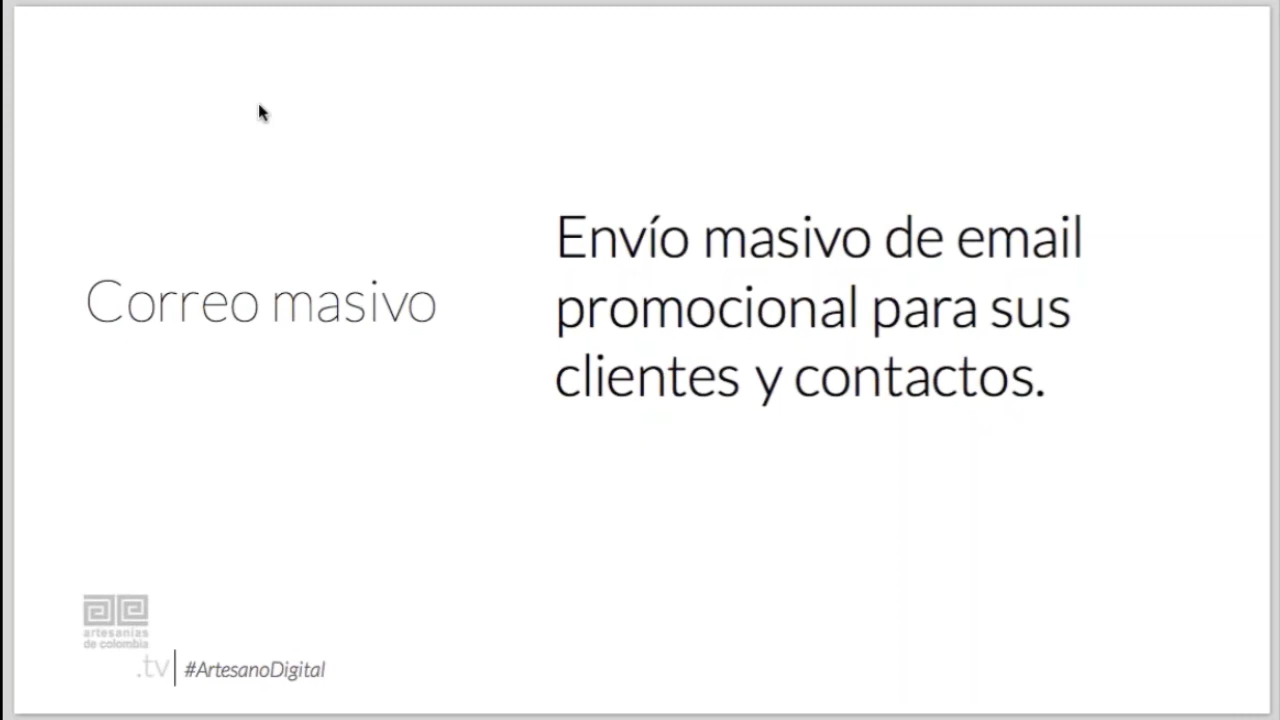 Correo masivo
Envío masivo de email
promocional para sus
clientes y contactos.
artesanías
de colombia
.tv
#ArtesanoDigital